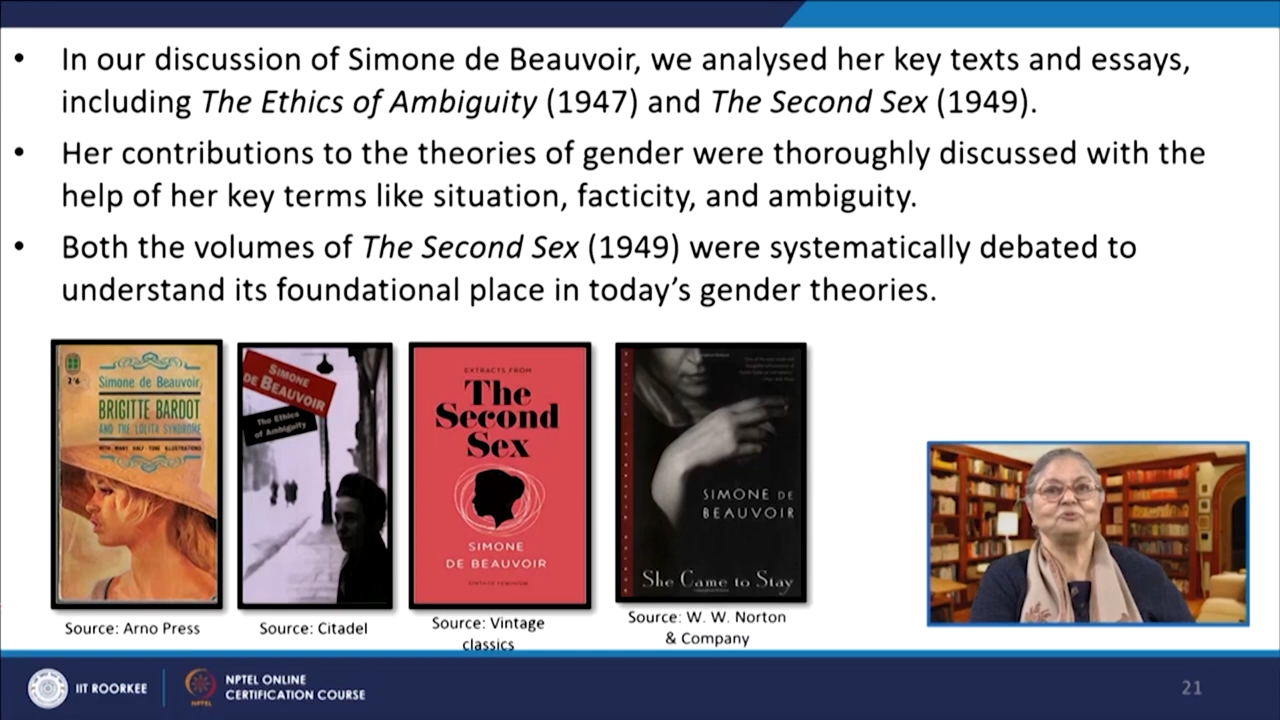 • In our discussion of Simone de Beauvoir, we analysed her key texts and essays,
including The Ethics of Ambiguity (1947) and The Second Sex (1949).
• Her contributions to the theories of gender were thoroughly discussed with the
help of her key terms like situation, facticity, and ambiguity.
• Both the volumes of The Second Sex (1949) were systematically debated to
understand its foundational place in today's gender theories.
2'6
Simone de Beauvoir,
BRIGITTE BARDOT
AND THE LOLITA SYNDROME
WITH MANY HALF-TONE ILLUSTRATIONS
SIMONE
DE BEAUVOIR
The Ethics
of Ambiguity
EXTRACTS FROM
The
Second
Sex
SIMONE
DE BEAUVOIR
VINTAGE FEMINISM
SIMONE DE
BEAUVOIR
She Came to Stay
Source: Arno Press
Source: Citadel
Source: Vintage
classics
Source: W. W. Norton
& Company
IIT ROORKEE
NPTEL
NPTEL ONLINE
CERTIFICATION COURSE
21